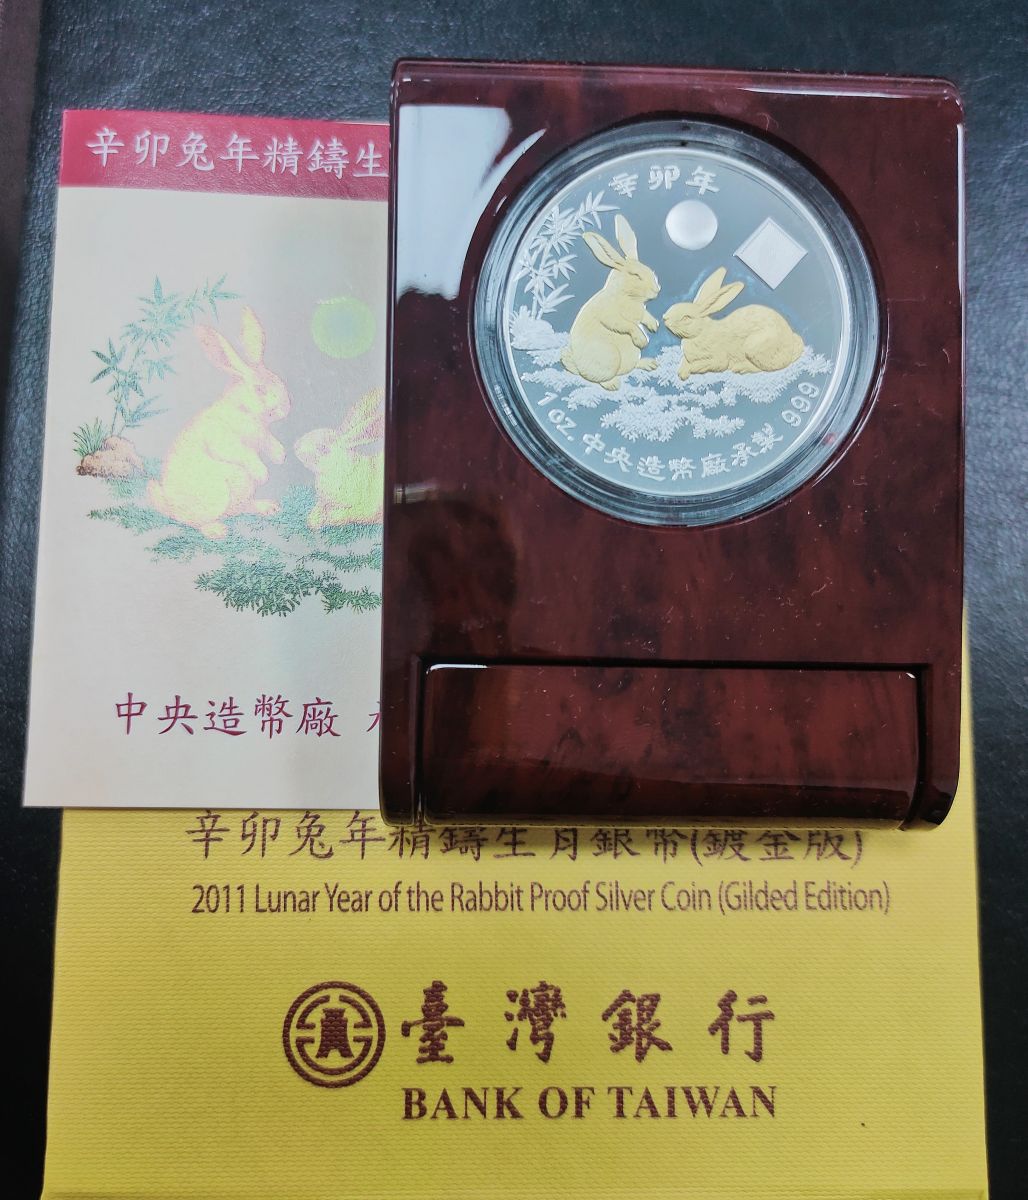 辛卯兔年精鑄生
辛卯年
1 oz. 中央造幣廠承製 999
中央造幣廠
辛卯兔年精鑄生肖銀幣(鍍金版)
2011 Lunar Year of the Rabbit Proof Silver Coin (Gilded Edition)
臺灣銀行
BANK OF TAIWAN